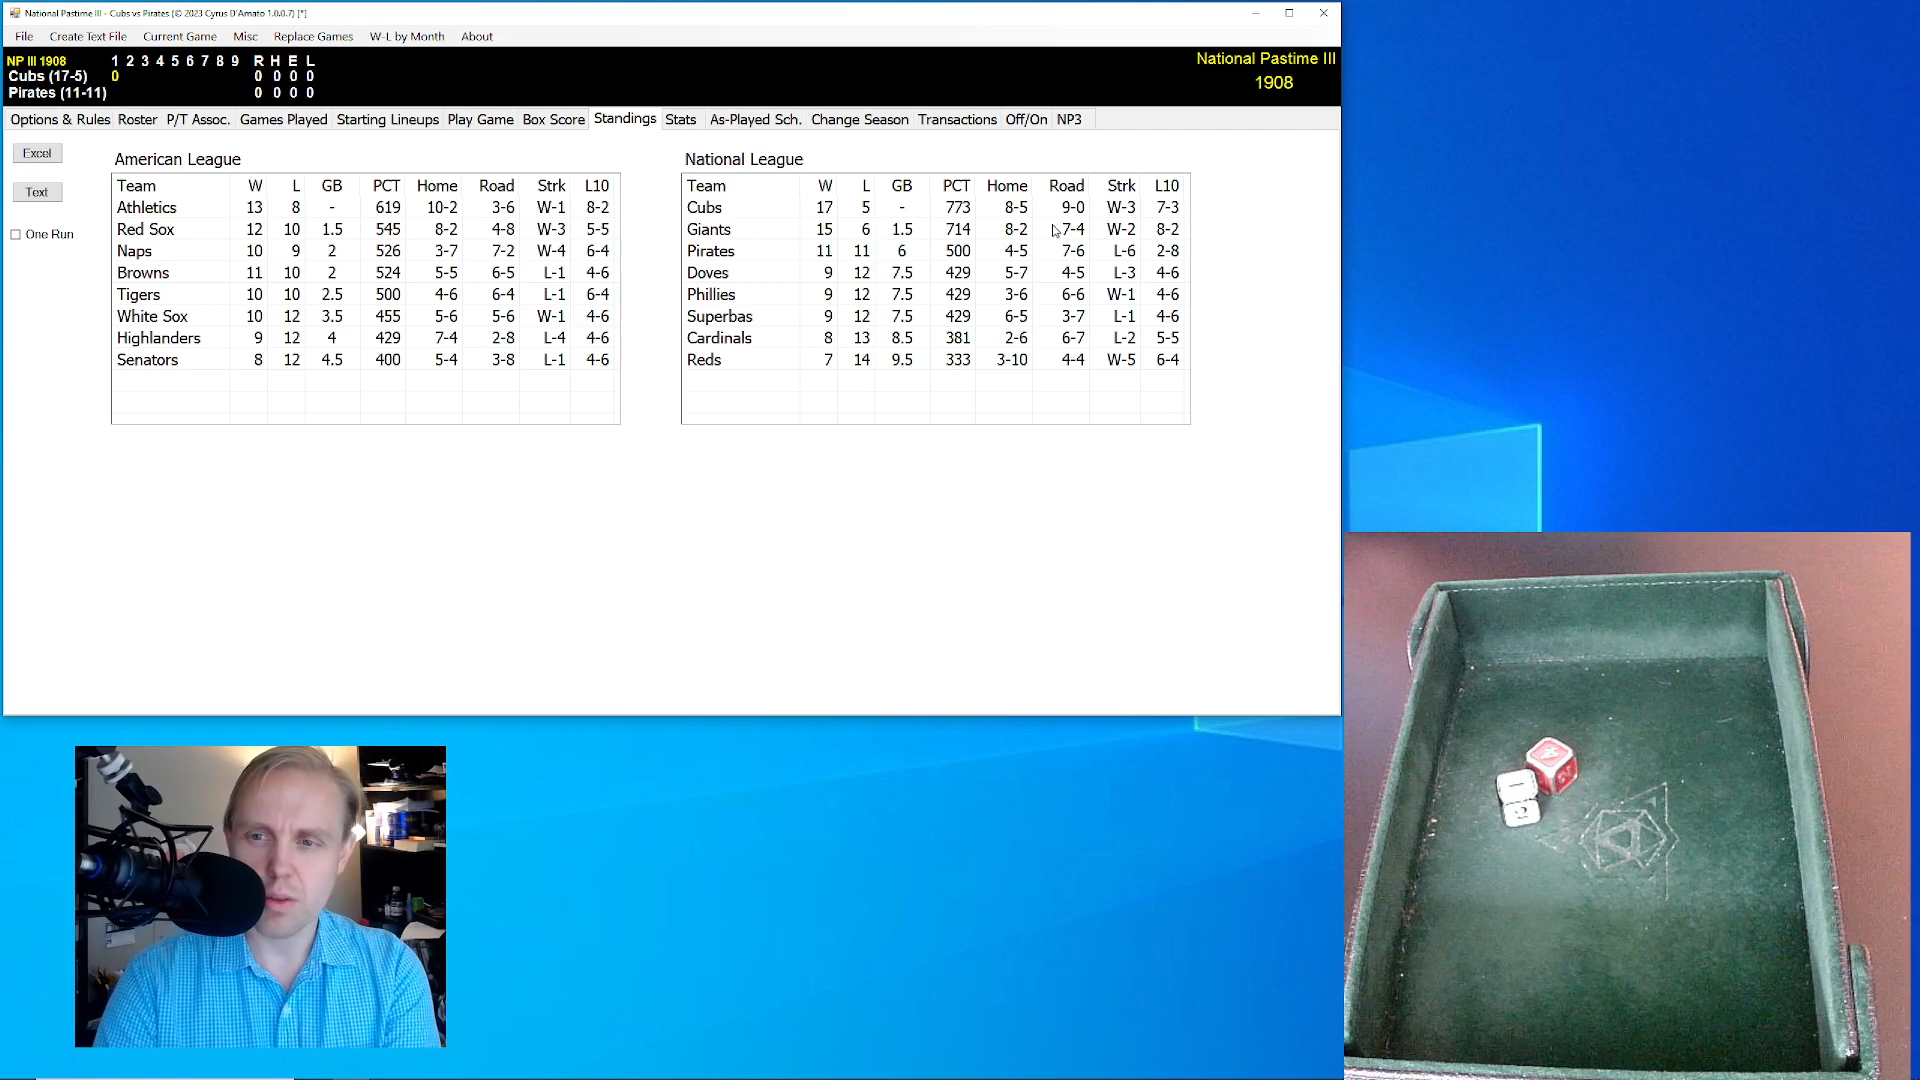 National Pastime III - Cubs vs Pirates [© 2023 Cyrus D'Amato 1.0.0.7] [*]
File Create Text File Current Game Misc Replace Games W-L by Month About
NP III 1908 1 2 3 4 5 6 7 8 9 R H E L
Cubs (17-5) 0 0 0 0 0
Pirates (11-11) 0 0 0 0
National Pastime III
1908
Options & Rules Roster P/T Assoc. Games Played Starting Lineups Play Game Box Score Standings Stats As-Played Sch. Change Season Transactions Off/On NP3
Excel
Text
One Run
American League
Team W L GB PCT Home Road Strk L10
Athletics 13 8 - 619 10-2 3-6 W-1 8-2
Red Sox 12 10 1.5 545 8-2 4-8 W-3 5-5
Naps 10 9 2 526 3-7 7-2 W-4 6-4
Browns 11 10 2 524 5-5 6-5 L-1 4-6
Tigers 10 10 2.5 500 4-6 6-4 L-1 6-4
White Sox 10 12 3.5 455 5-6 5-6 W-1 4-6
Highlanders 9 12 4 429 7-4 2-8 L-4 4-6
Senators 8 12 4.5 400 5-4 3-8 L-1 4-6
National League
Team W L GB PCT Home Road Strk L10
Cubs 17 5 - 773 8-5 9-0 W-3 7-3
Giants 15 6 1.5 714 8-2 7-4 W-2 8-2
Pirates 11 11 6 500 4-5 7-6 L-6 2-8
Doves 9 12 7.5 429 5-7 4-5 L-3 4-6
Phillies 9 12 7.5 429 3-6 6-6 W-1 4-6
Superbas 9 12 7.5 429 6-5 3-7 L-1 4-6
Cardinals 8 13 8.5 381 2-6 6-7 L-2 5-5
Reds 7 14 9.5 333 3-10 4-4 W-5 6-4